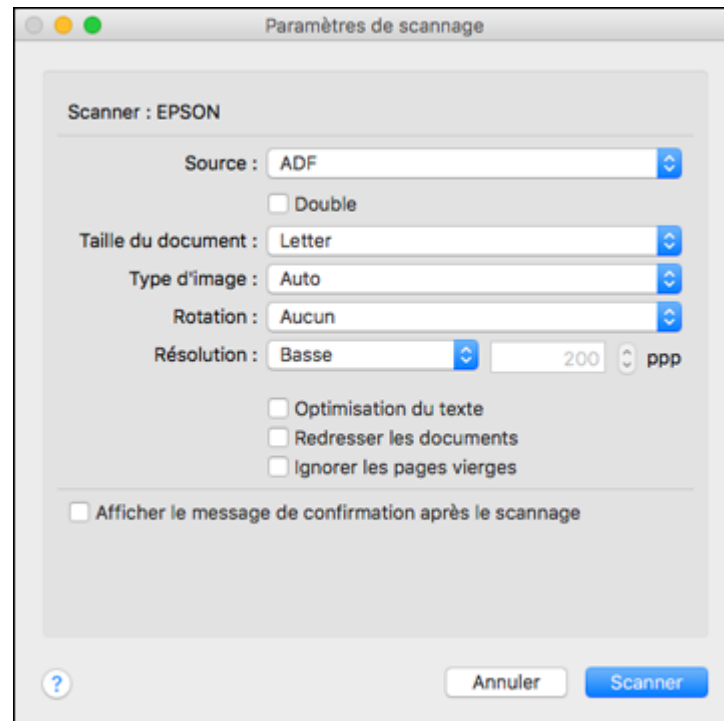 Paramètres de scannage
Scanner : EPSON
Source : ADF
Double
Taille du document : Letter
Type d'image : Auto
Rotation : Aucun
Résolution : Basse 200 ppp
Optimisation du texte
Redresser les documents
Ignorer les pages vierges
Afficher le message de confirmation après le scannage
? Annuler Scanner